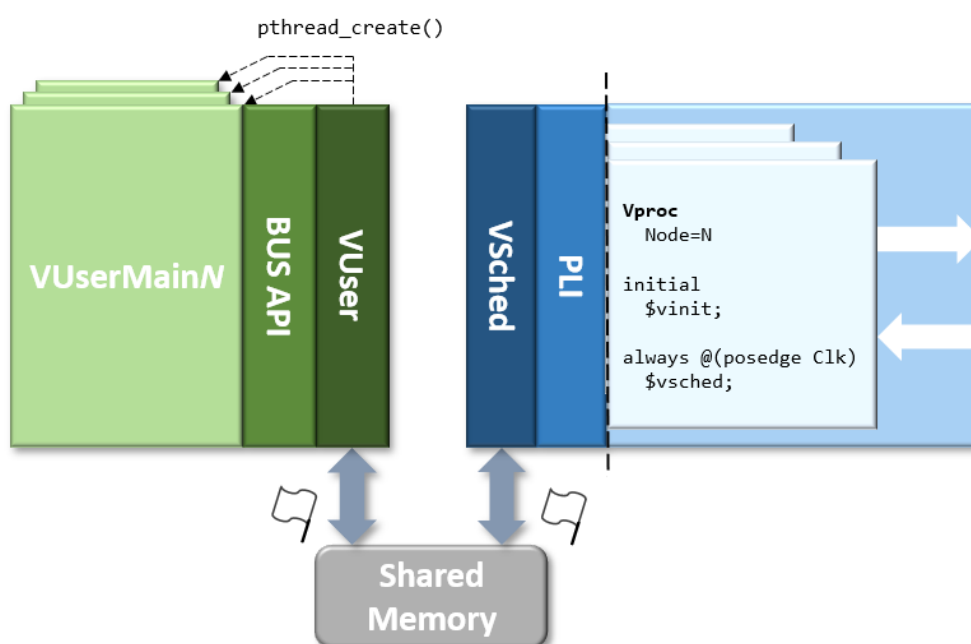 pthread_create()
VUserMainN
BUS API
VUser
VSched
PLI
Vproc
Node=N
initial
$vinit;
always @(posedge Clk)
$vsched;
Shared
Memory